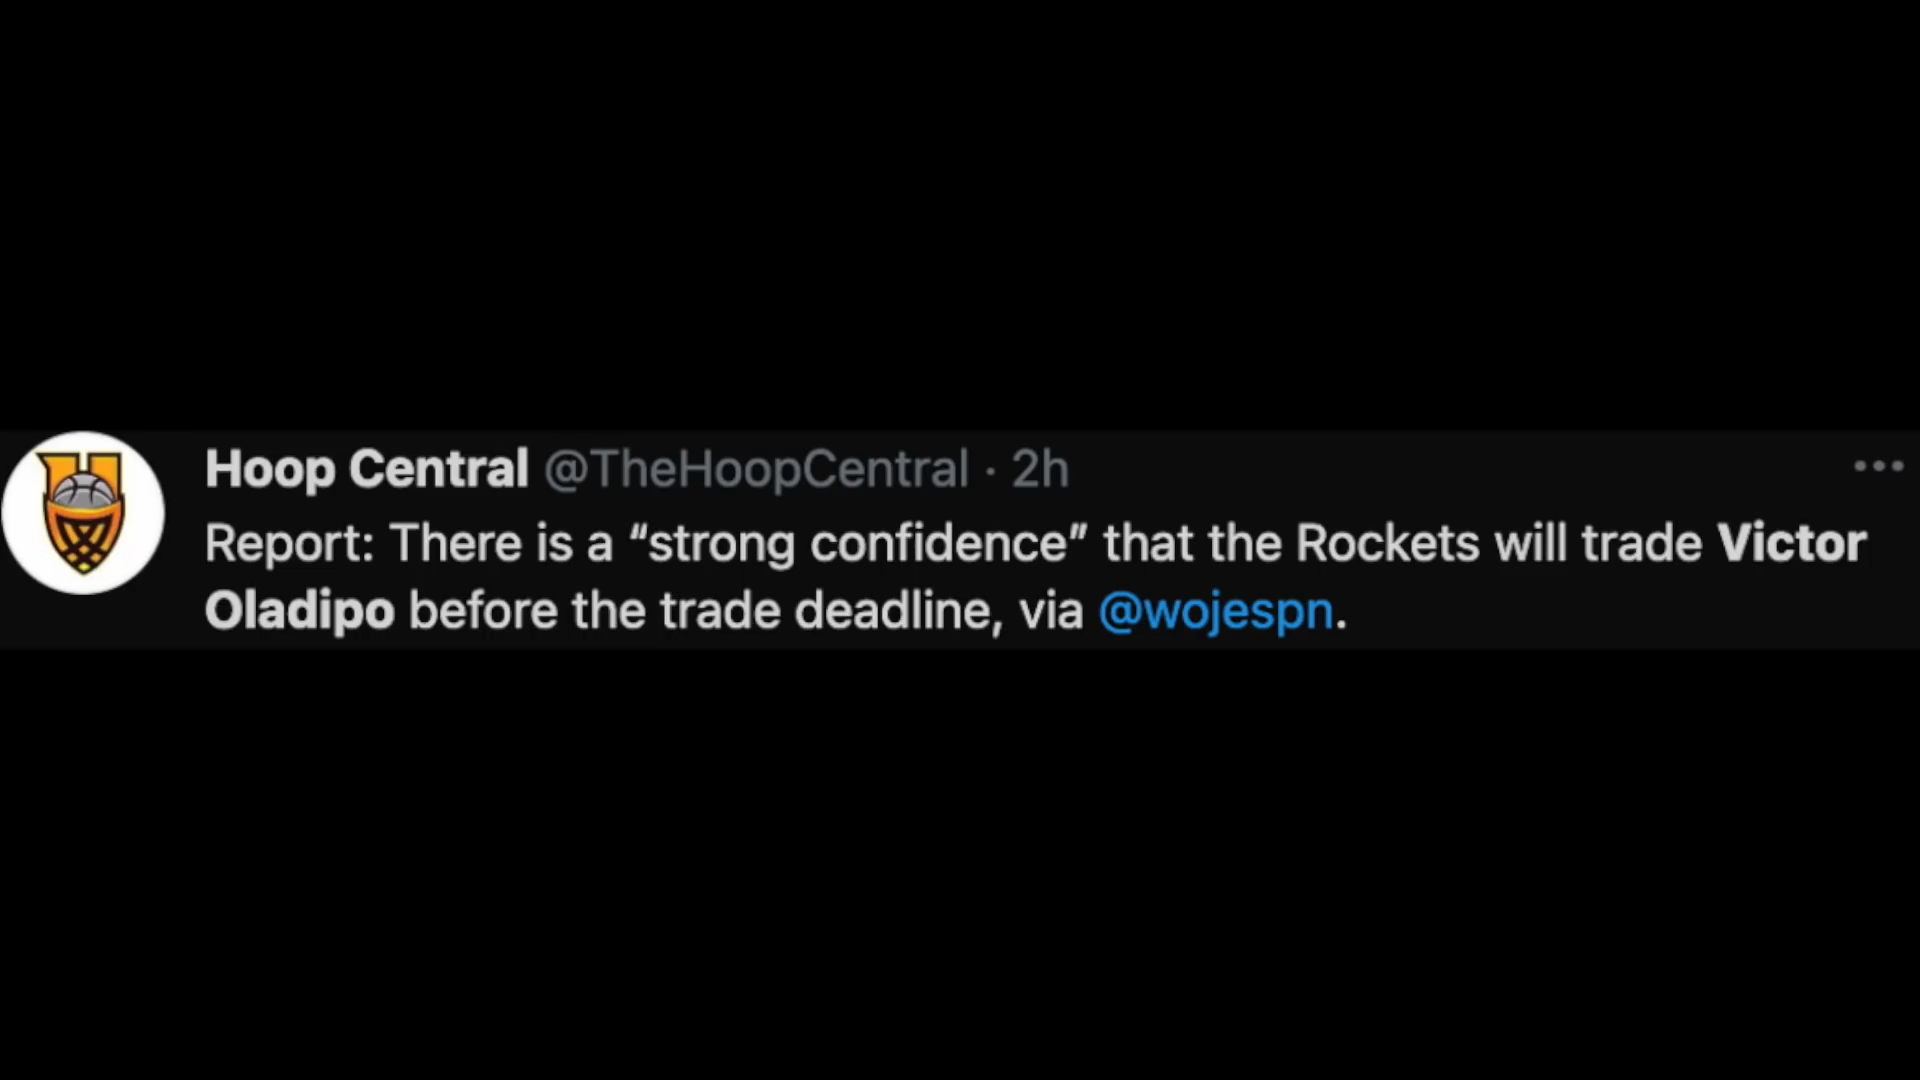 Hoop Central @TheHoopCentral · 2h
Report: There is a “strong confidence” that the Rockets will trade Victor
Oladipo before the trade deadline, via @wojespn.